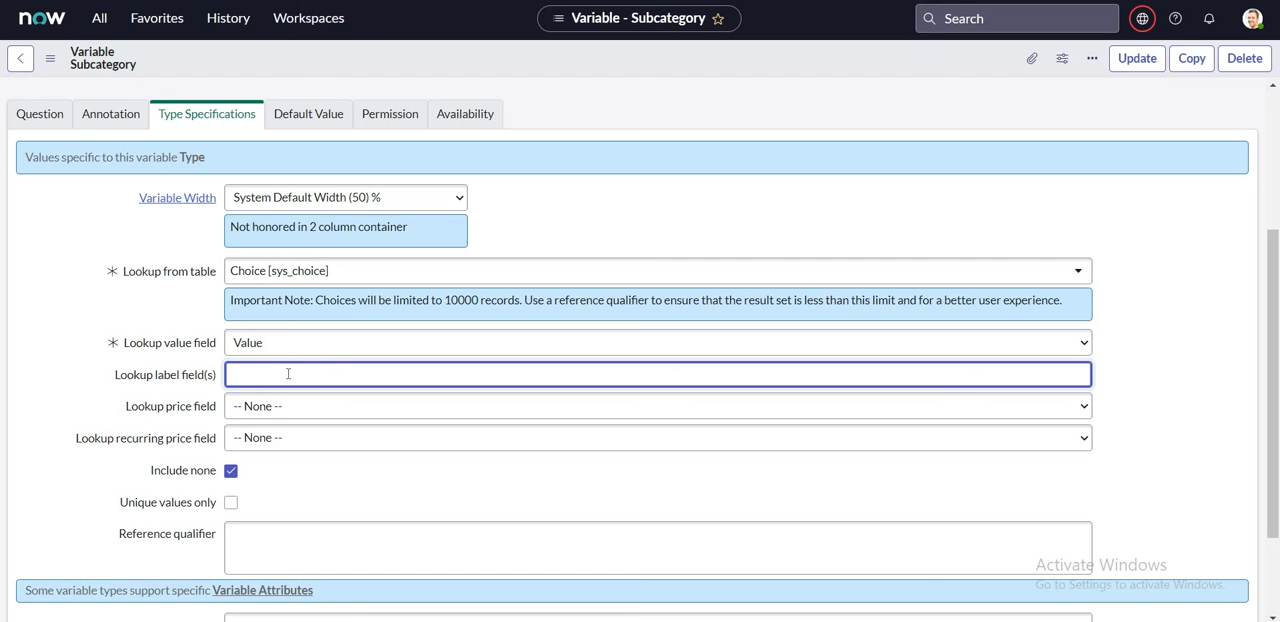 now All Favorites History Workspaces Variable - Subcategory Search
Variable
Subcategory
Update Copy Delete
Question Annotation Type Specifications Default Value Permission Availability
Values specific to this variable Type
Variable Width System Default Width (50) %
Not honored in 2 column container
Lookup from table Choice [sys_choice]
Important Note: Choices will be limited to 10000 records. Use a reference qualifier to ensure that the result set is less than this limit and for a better user experience.
Lookup value field Value
Lookup label field(s)
Lookup price field -- None --
Lookup recurring price field -- None --
Include none
Unique values only
Reference qualifier
Activate Windows
Go to Settings to activate Windows.
Some variable types support specific Variable Attributes